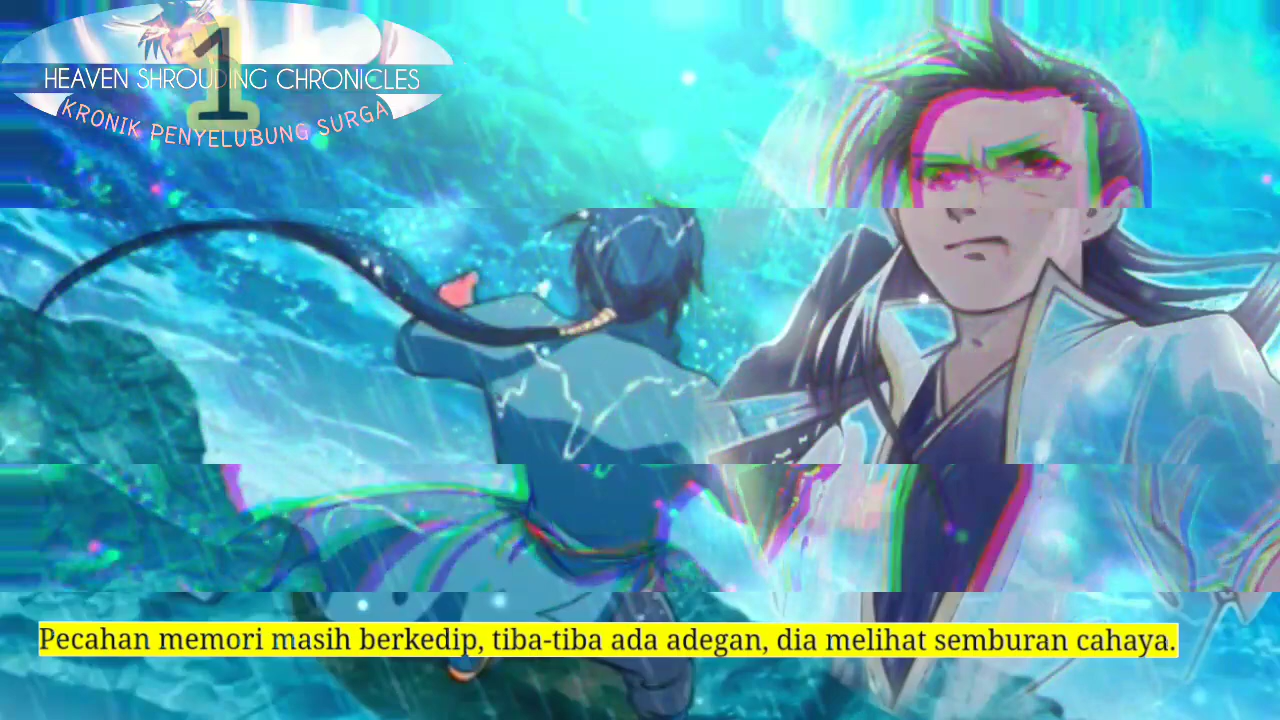 1
HEAVEN SHROUDING CHRONICLES
KRONIK PENYELUBUNG SURGA
Pecahan memori masih berkedip, tiba-tiba ada adegan, dia melihat semburan cahaya.